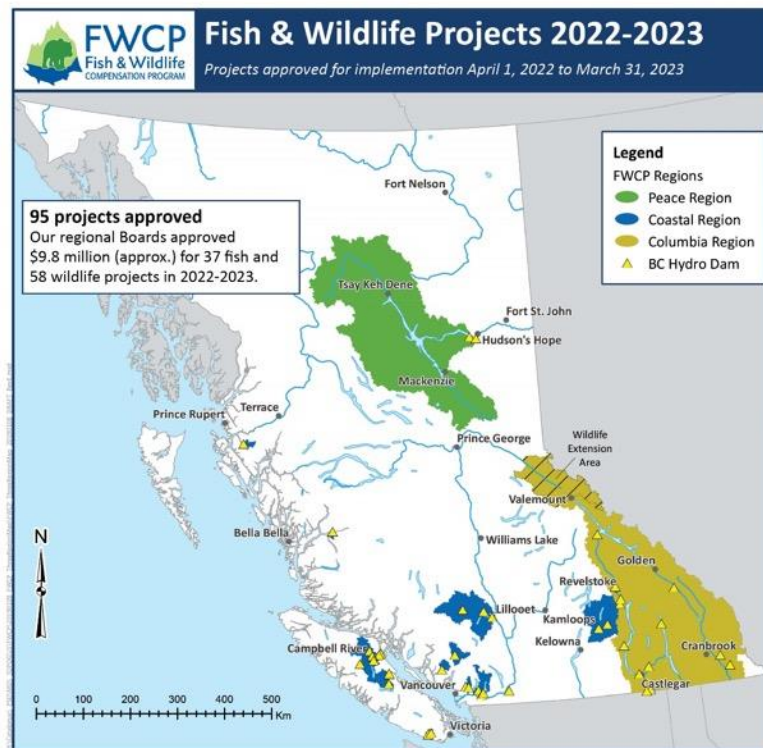 FWCP
Fish & Wildlife
COMPENSATION PROGRAM
Fish & Wildlife Projects 2022-2023
Projects approved for implementation April 1, 2022 to March 31, 2023
Legend
FWCP Regions
Peace Region
Coastal Region
Columbia Region
BC Hydro Dam
95 projects approved
Our regional Boards approved
$9.8 million (approx.) for 37 fish and
58 wildlife projects in 2022-2023.
Fort Nelson
Tsay Keh Dene
Fort St. John
Hudson's Hope
Mackenzie
Terrace
Prince Rupert
Prince George
Wildlife
Extension
Area
Valemount
Bella Bella
Williams Lake
Golden
Revelstoke
Lillooet
Kamloops
Campbell River
Kelowna
Cranbrook
Vancouver
Castlegar
Victoria
N
0 100 200 300 400 500
Km